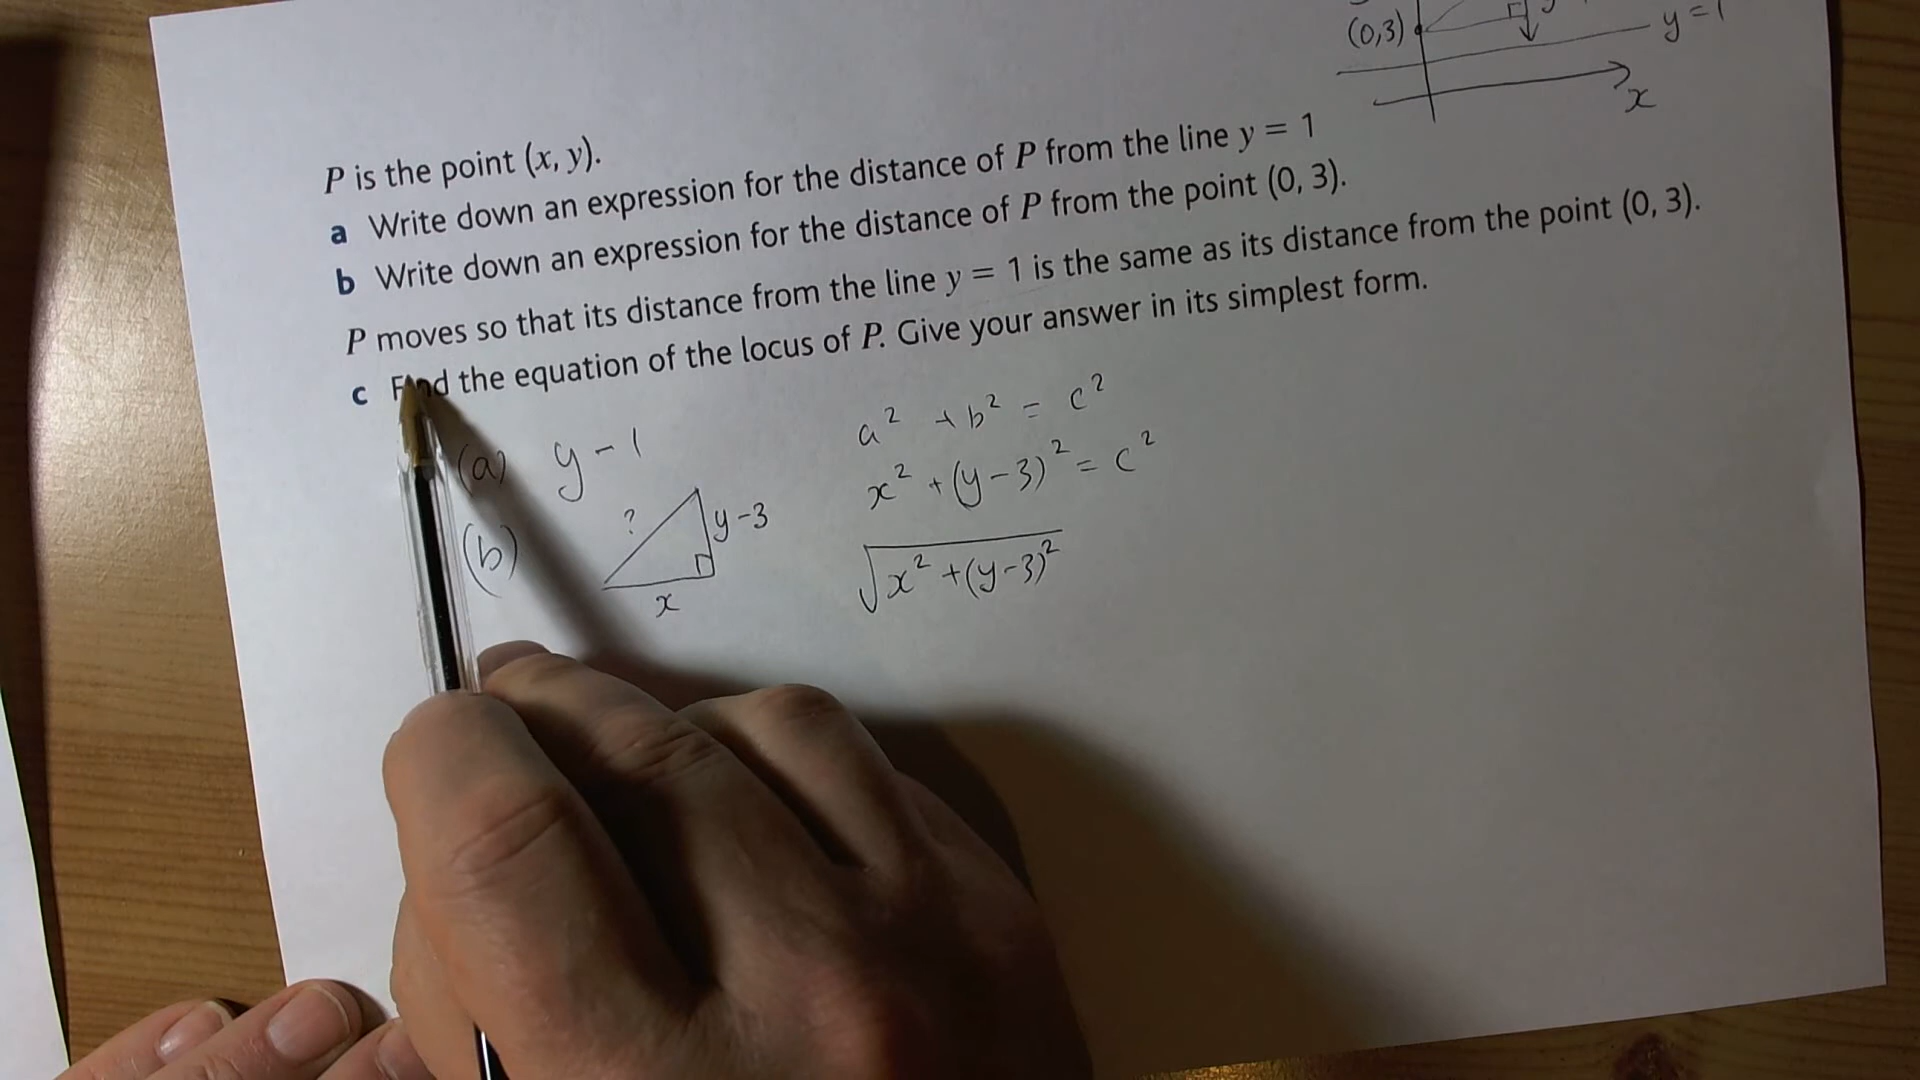 (0,3)
y = 1
x
P is the point (x, y).
a Write down an expression for the distance of P from the line y = 1
b Write down an expression for the distance of P from the point (0, 3).
P moves so that its distance from the line y = 1 is the same as its distance from the point (0, 3).
c Find the equation of the locus of P. Give your answer in its simplest form.
(a) y - 1
a² + b² = c²
x² + (y-3)² = c²
(b) ? y-3
x
√x² + (y-3)²